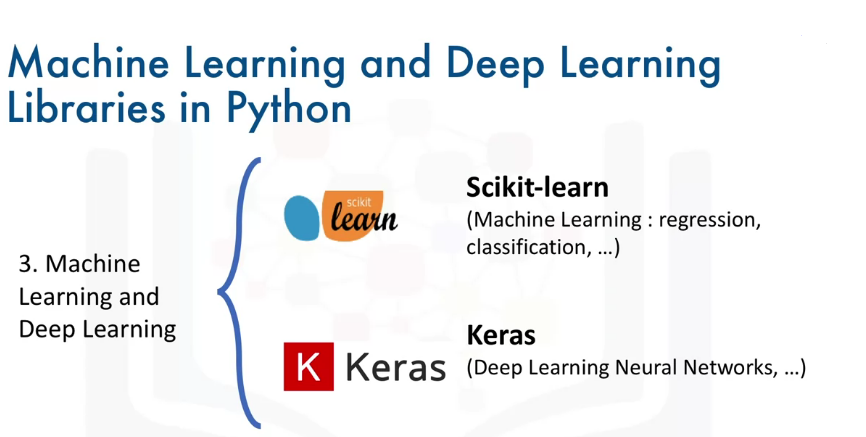 Machine Learning and Deep Learning
Libraries in Python
3. Machine
Learning and
Deep Learning
scikit
learn
Scikit-learn
(Machine Learning : regression,
classification, ...)
K Keras
Keras
(Deep Learning Neural Networks, ...)